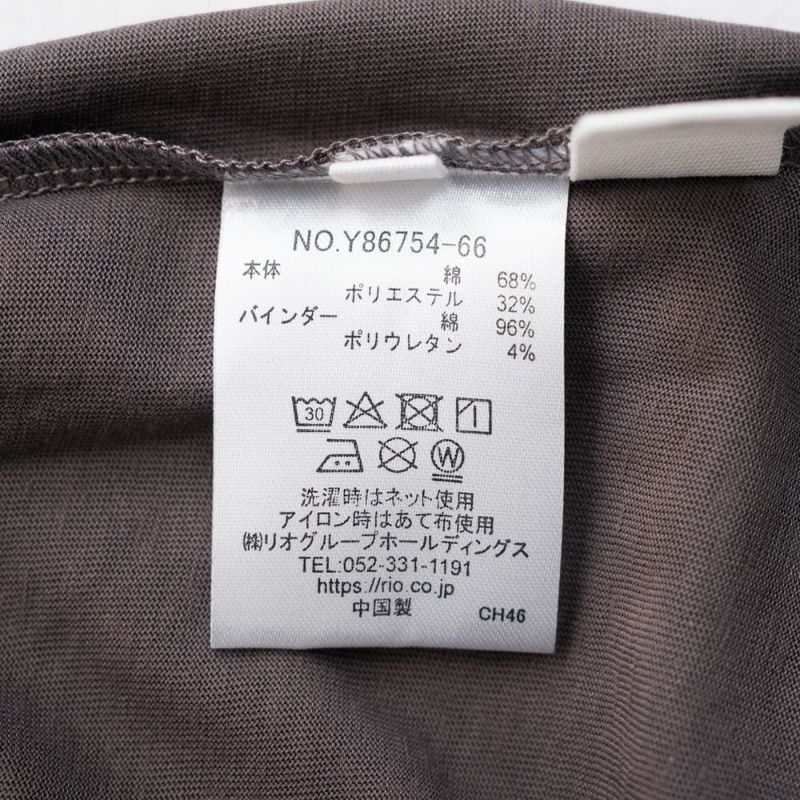 NO.Y86754-66
本体 綿 68%
ポリエステル 32%
バインダー 綿 96%
ポリウレタン 4%
30
W
洗濯時はネット使用
アイロン時はあて布使用
㈱リオグループホールディングス
TEL:052-331-1191
https://rio.co.jp
中国製 CH46